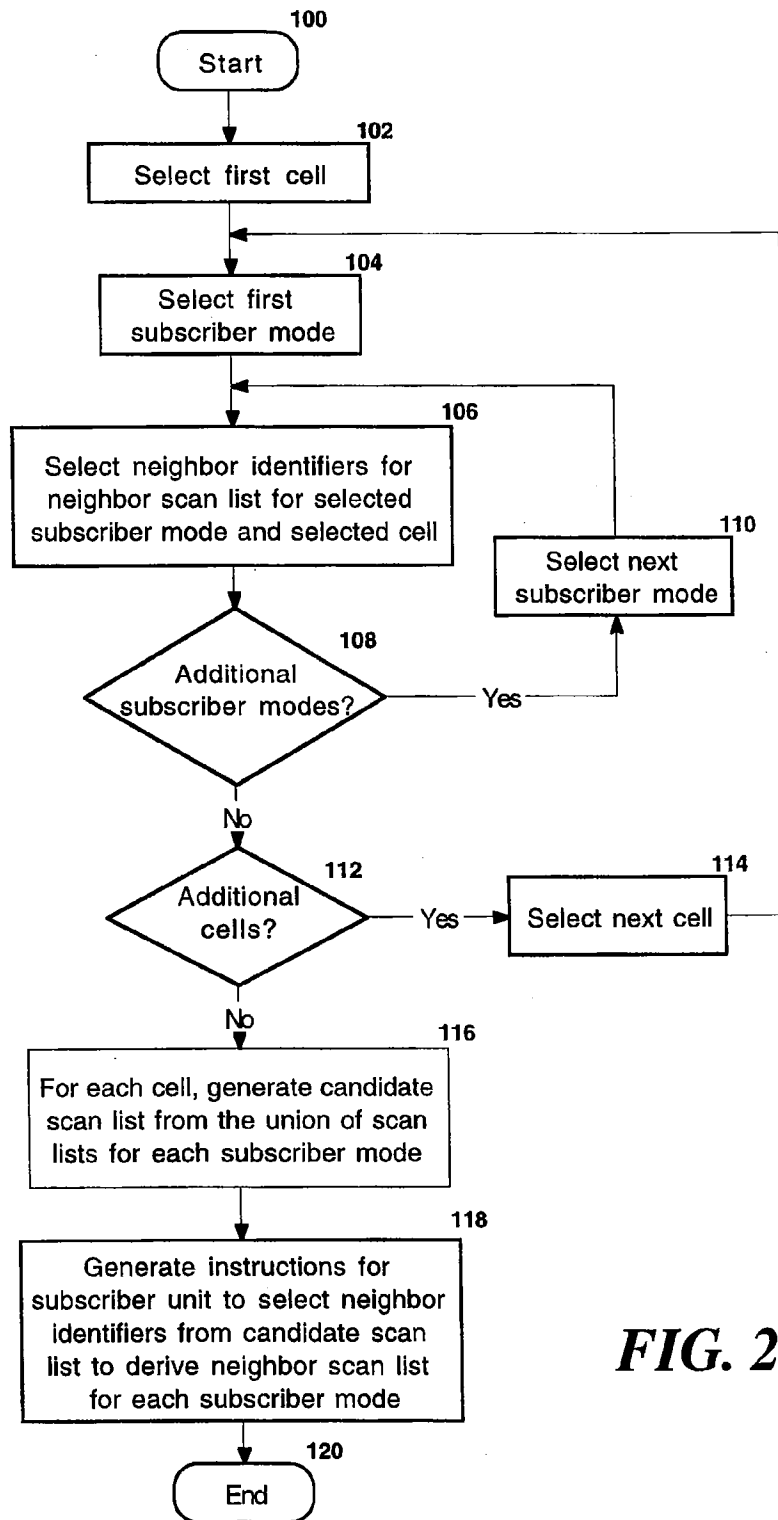 100
Start
102
Select first cell
104
Select first
subscriber mode
106
Select neighbor identifiers for
neighbor scan list for selected
subscriber mode and selected cell
110
Select next
subscriber mode
108
Additional
subscriber modes?
Yes
No
112
Additional
cells?
Yes
114
Select next cell
No
116
For each cell, generate candidate
scan list from the union of scan
lists for each subscriber mode
118
Generate instructions for
subscriber unit to select neighbor
identifiers from candidate scan
list to derive neighbor scan list
for each subscriber mode
FIG. 2
120
End